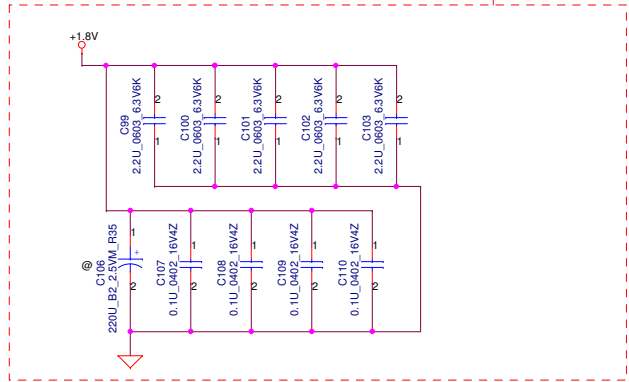 +1.8V
C99
2.2U_0603_6.3V6K
2
1
C100
2.2U_0603_6.3V6K
2
1
C101
2.2U_0603_6.3V6K
2
1
C102
2.2U_0603_6.3V6K
2
1
C103
2.2U_0603_6.3V6K
2
1
@
C106
220U_B2_2.5VM_R35
1
+
2
C107
0.1U_0402_16V4Z
1
2
C108
0.1U_0402_16V4Z
1
2
C109
0.1U_0402_16V4Z
1
2
C110
0.1U_0402_16V4Z
1
2